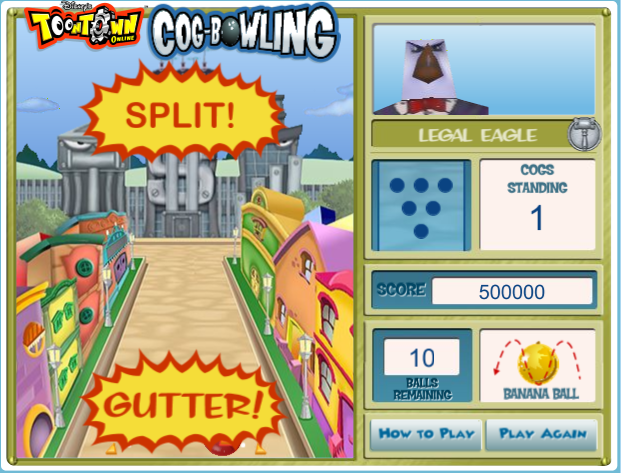 Disney's
TOONTOWN
ONLINE
COG-BOWLING
SPLIT!
LEGAL EAGLE
COGS
STANDING
1
SCORE 500000
10
BALLS
REMAINING
BANANA BALL
GUTTER!
HOW TO PLAY
PLAY AGAIN